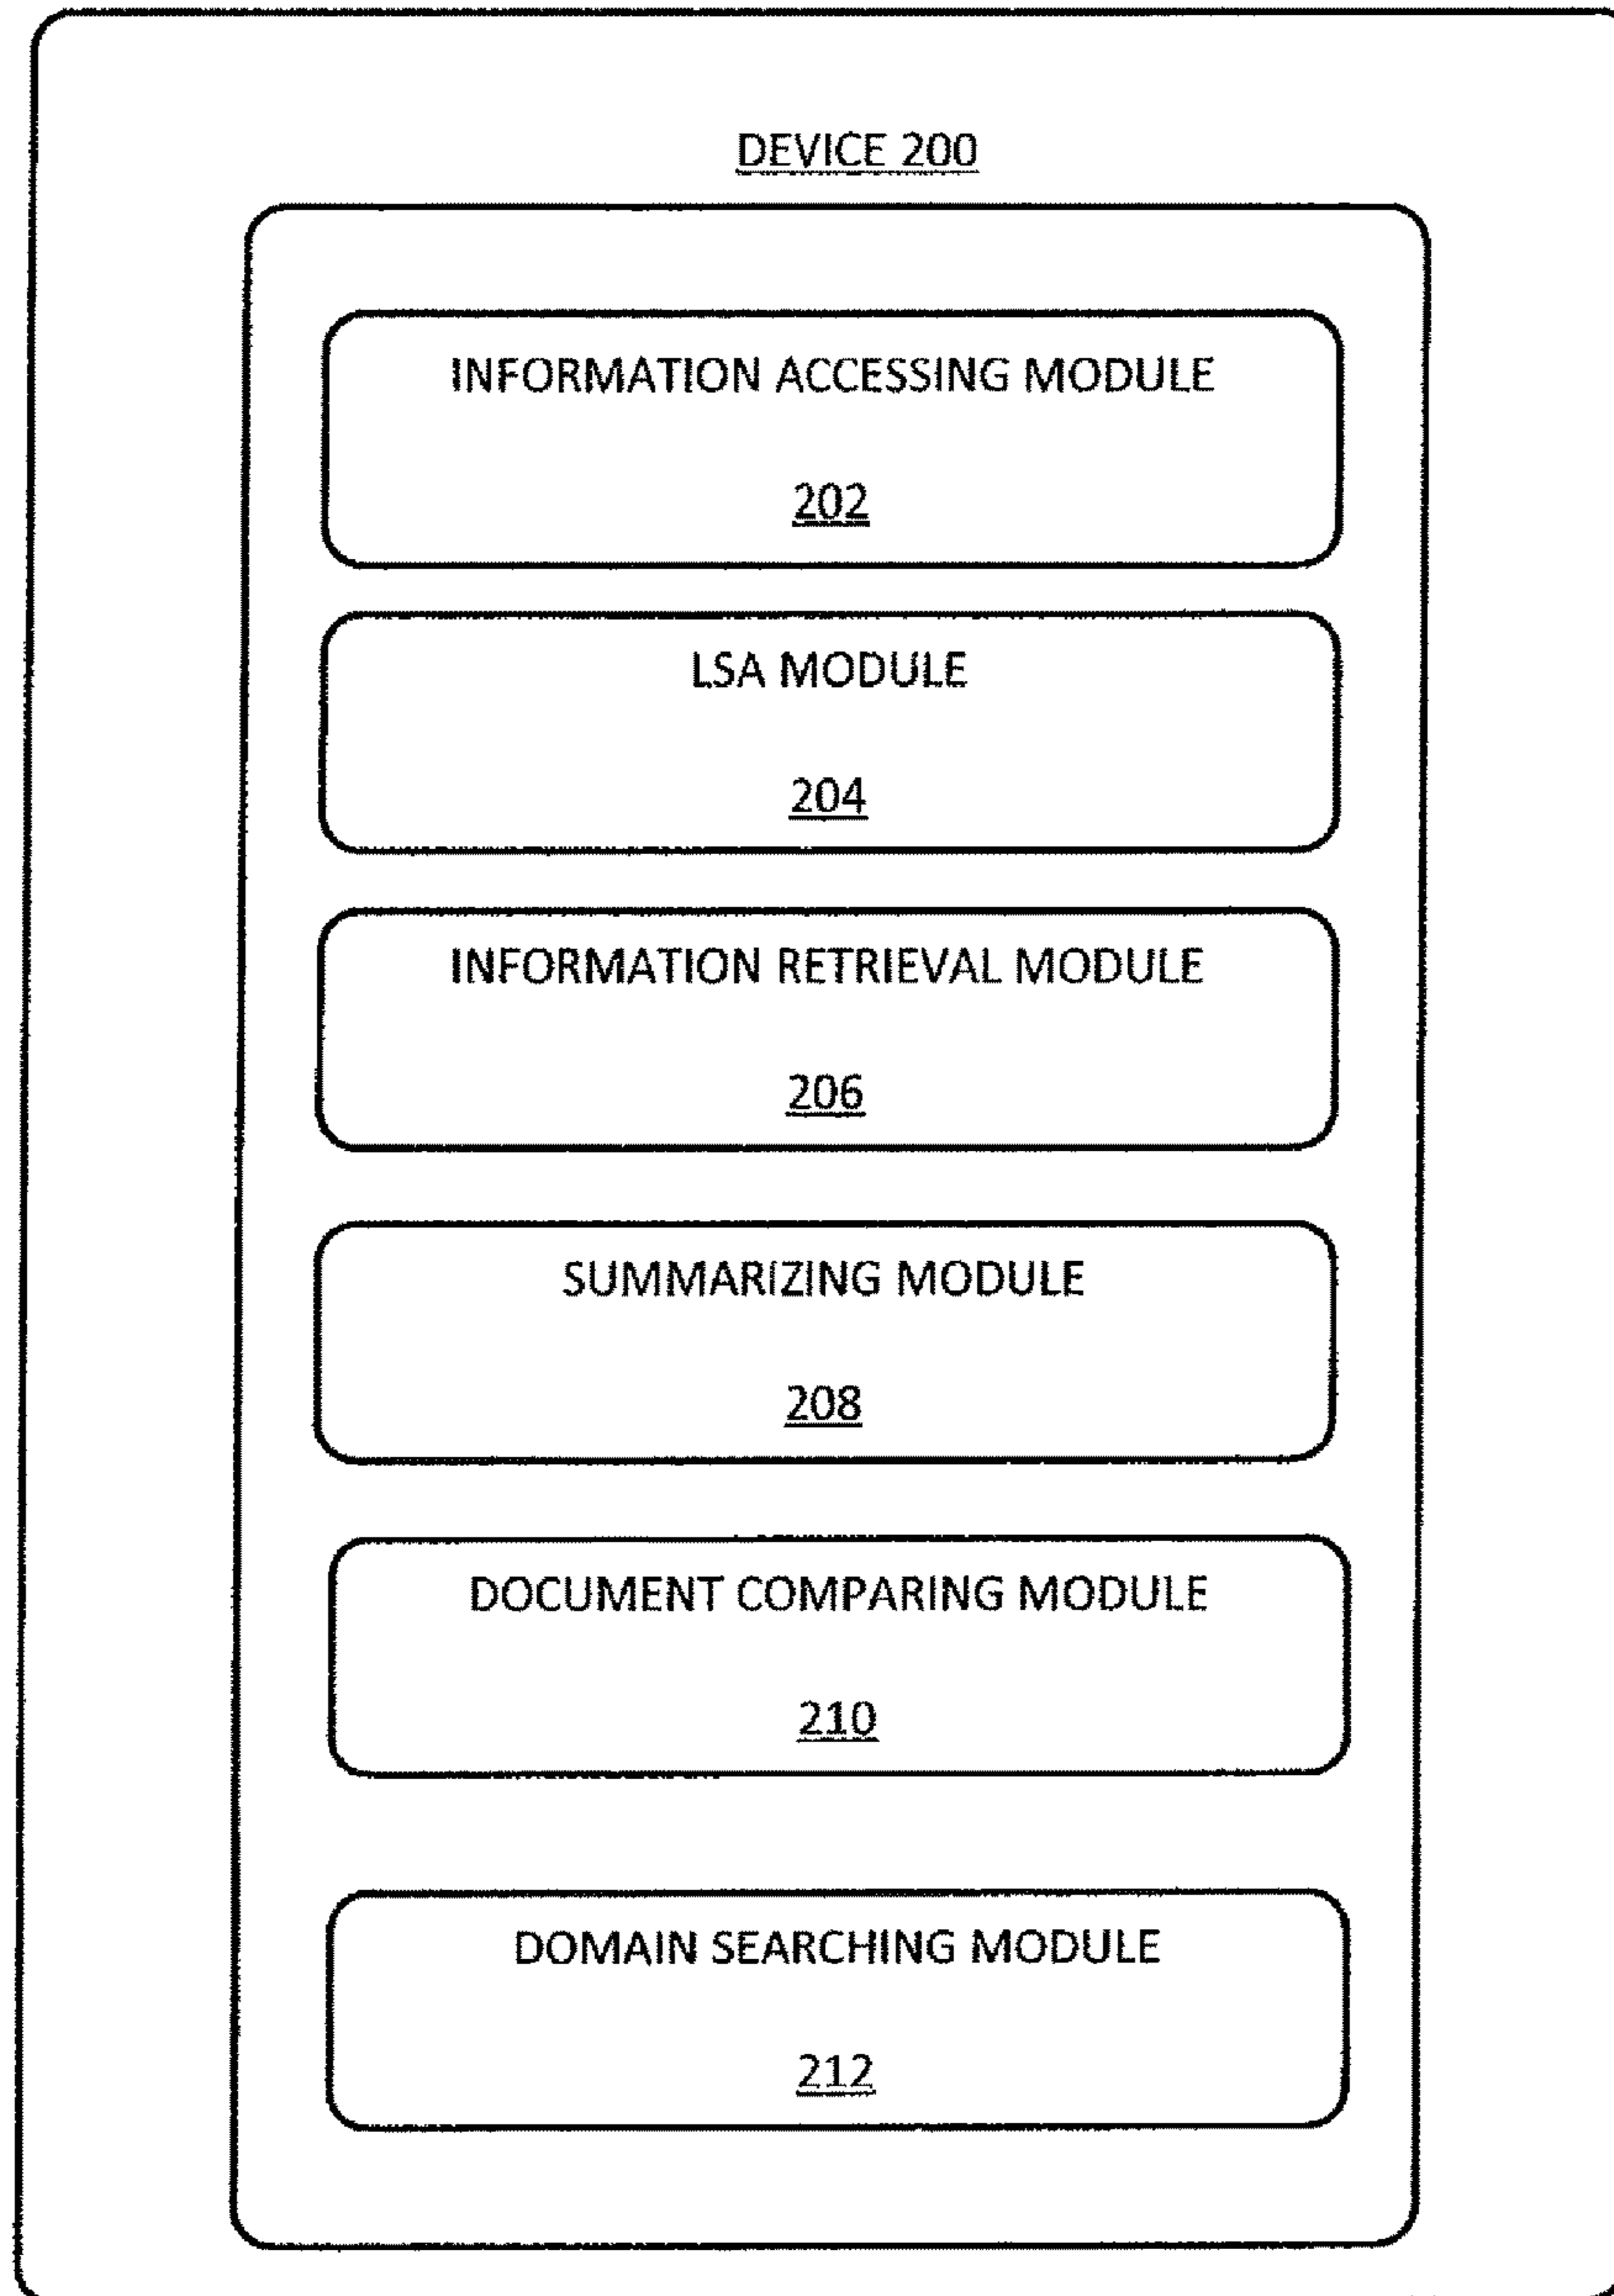 DEVICE 200
INFORMATION ACCESSING MODULE
202
LSA MODULE
204
INFORMATION RETRIEVAL MODULE
206
SUMMARIZING MODULE
208
DOCUMENT COMPARING MODULE
210
DOMAIN SEARCHING MODULE
212